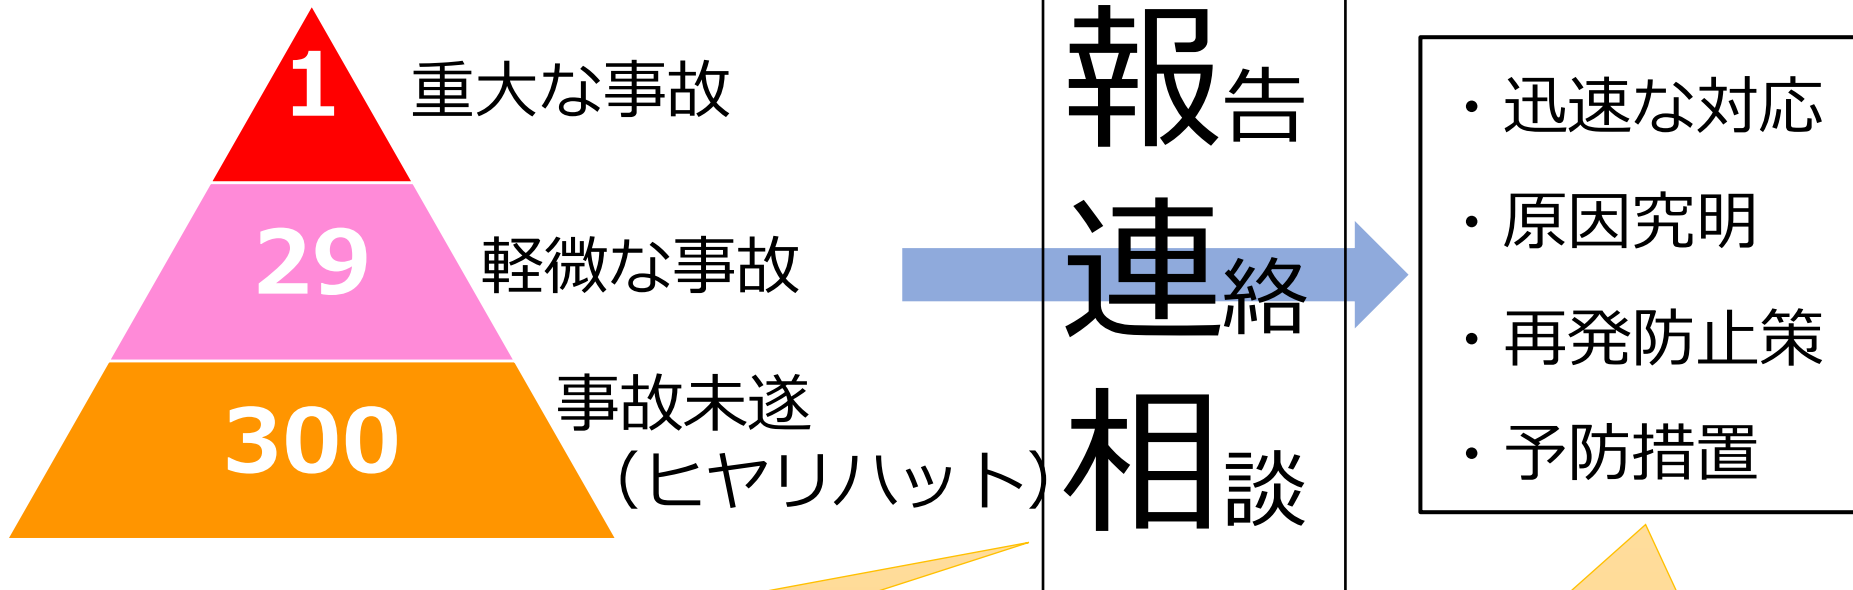 1
重大な事故
29
軽微な事故
300
事故未遂
（ヒヤリハット）
報告
連絡
相談
・迅速な対応
・原因究明
・再発防止策
・予防措置